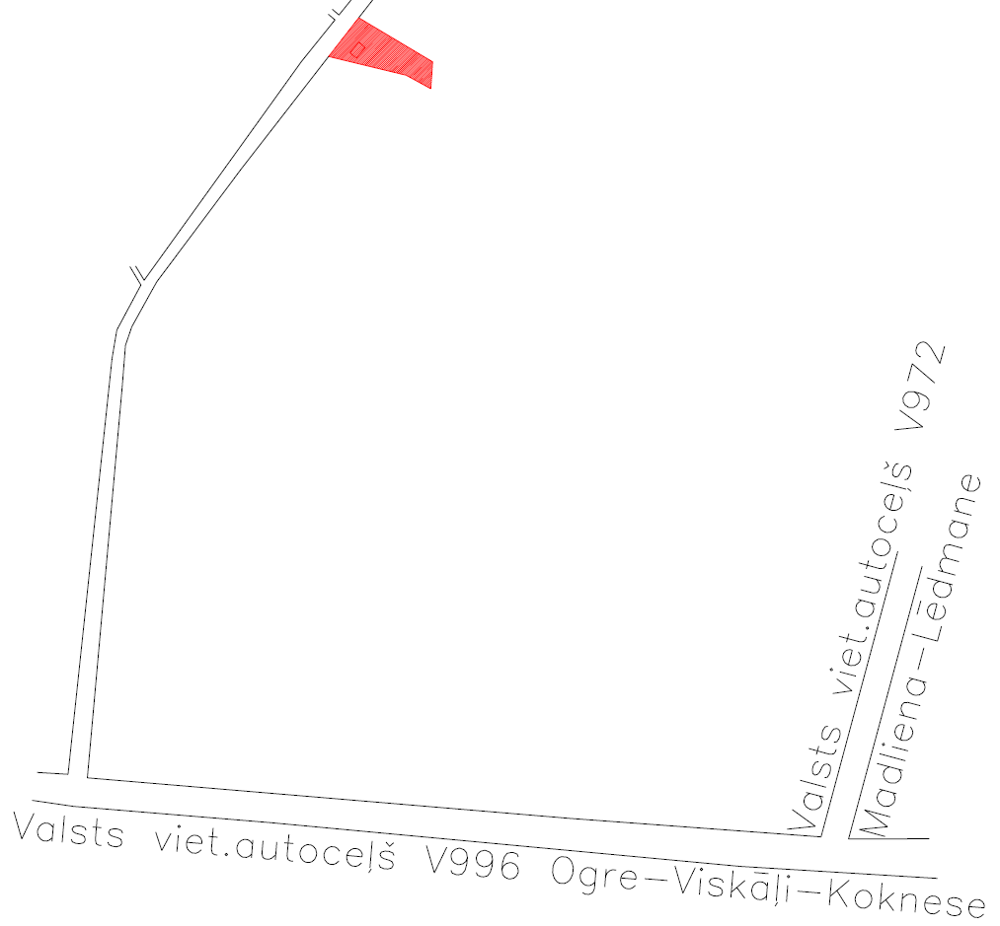 Valsts viet.autoceļš V972
Madliena-Lēdmane
Valsts viet.autoceļš V996 Ogre-Viskāļi-Koknese